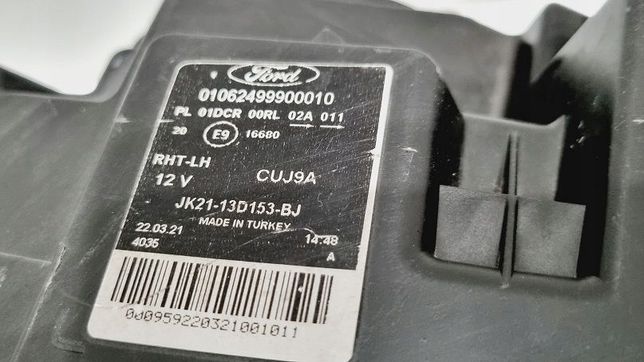 Ford
01062499900010
PL 01DCR 00RL 02A 011
20 E9 16680
RHT-LH
12 V CUJ9A
JK21-13D153-BJ
MADE IN TURKEY
22.03.21 14:48
4035 A
000959220321001011